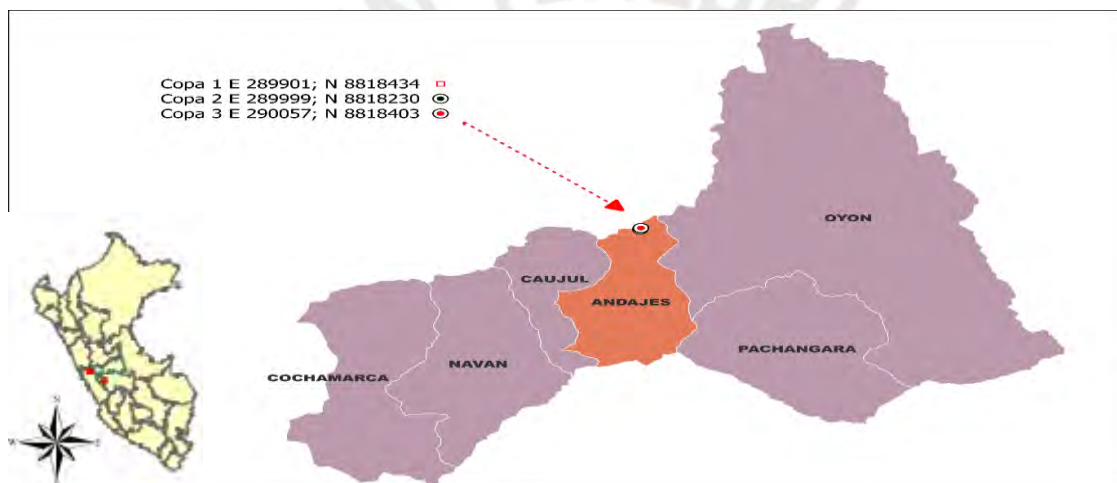 Copa 1 E 289901; N 8818434
Copa 2 E 289999; N 8818230
Copa 3 E 290057; N 8818403
OYON
CAUJUL
ANDAJES
PACHANGARA
NAVAN
COCHAMARCA
N
W
E
S